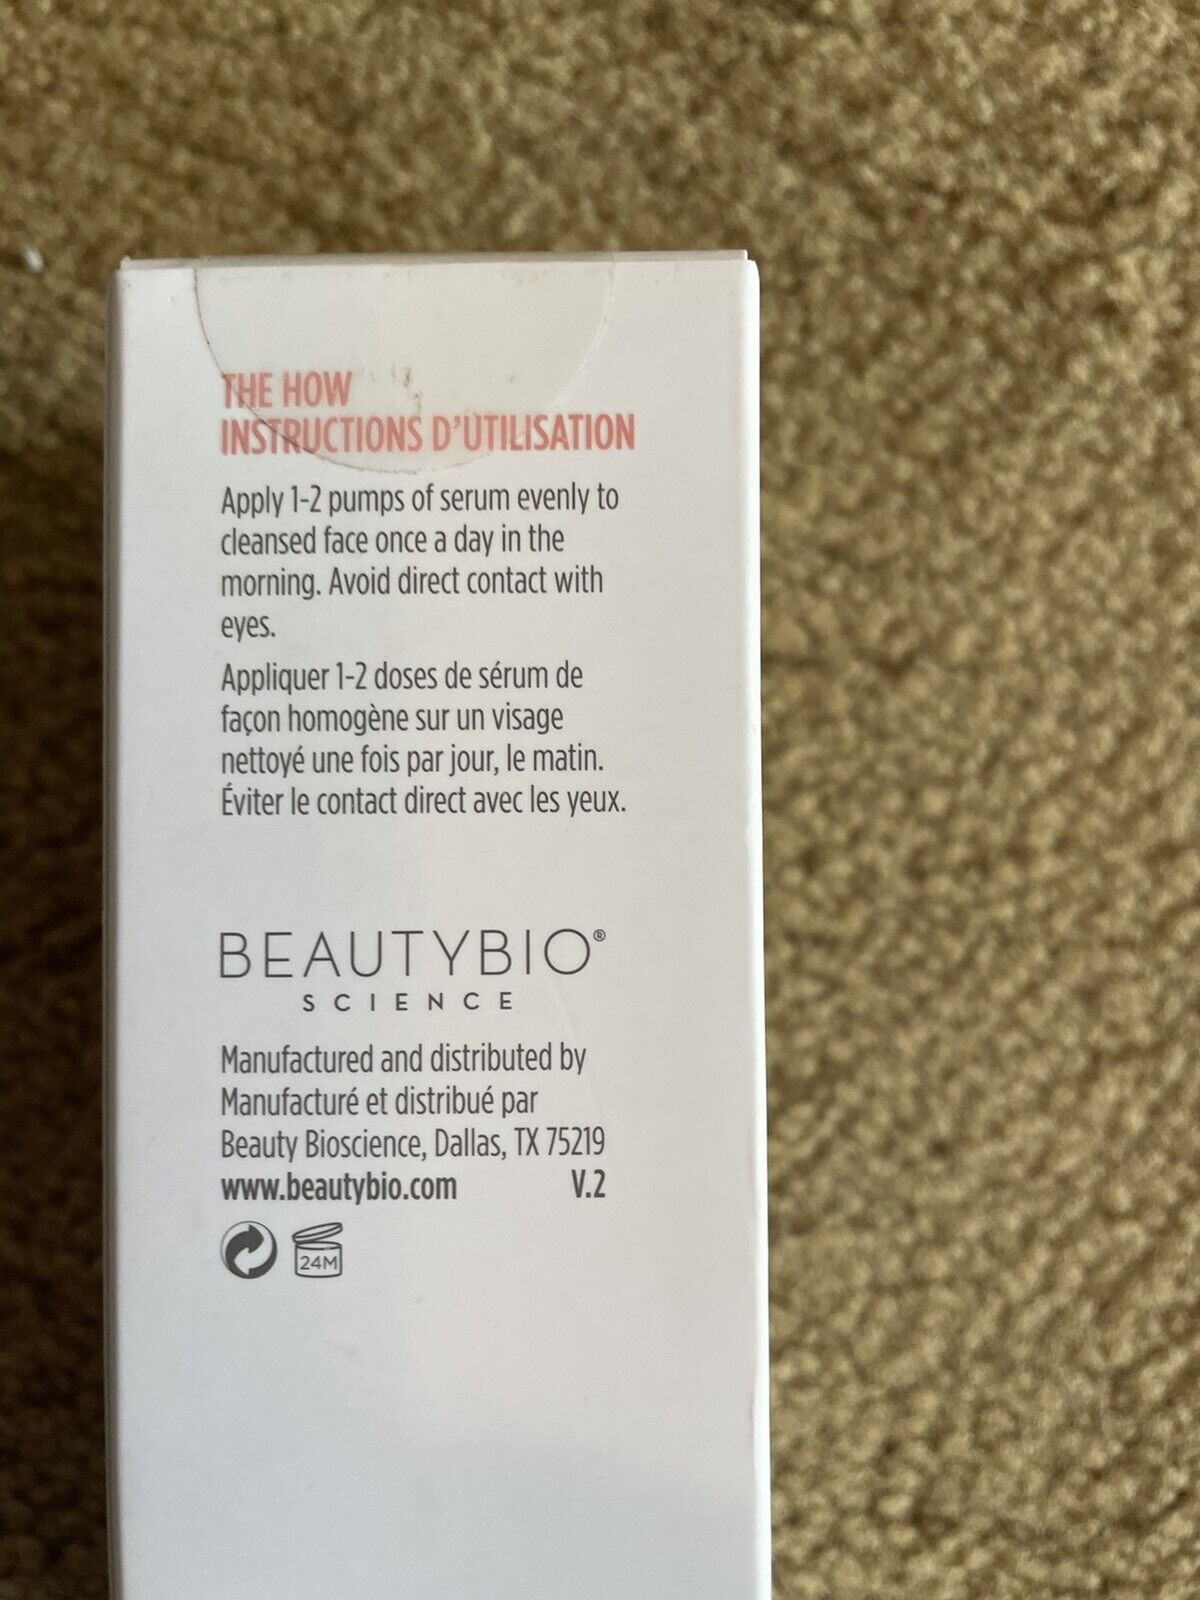 THE HOW
INSTRUCTIONS D'UTILISATION
Apply 1-2 pumps of serum evenly to
cleansed face once a day in the
morning. Avoid direct contact with
eyes.
Appliquer 1-2 doses de sérum de
façon homogène sur un visage
nettoyé une fois par jour, le matin.
Éviter le contact direct avec les yeux.
BEAUTYBIO®
SCIENCE
Manufactured and distributed by
Manufacturé et distribué par
Beauty Bioscience, Dallas, TX 75219
www.beautybio.com V.2
24M